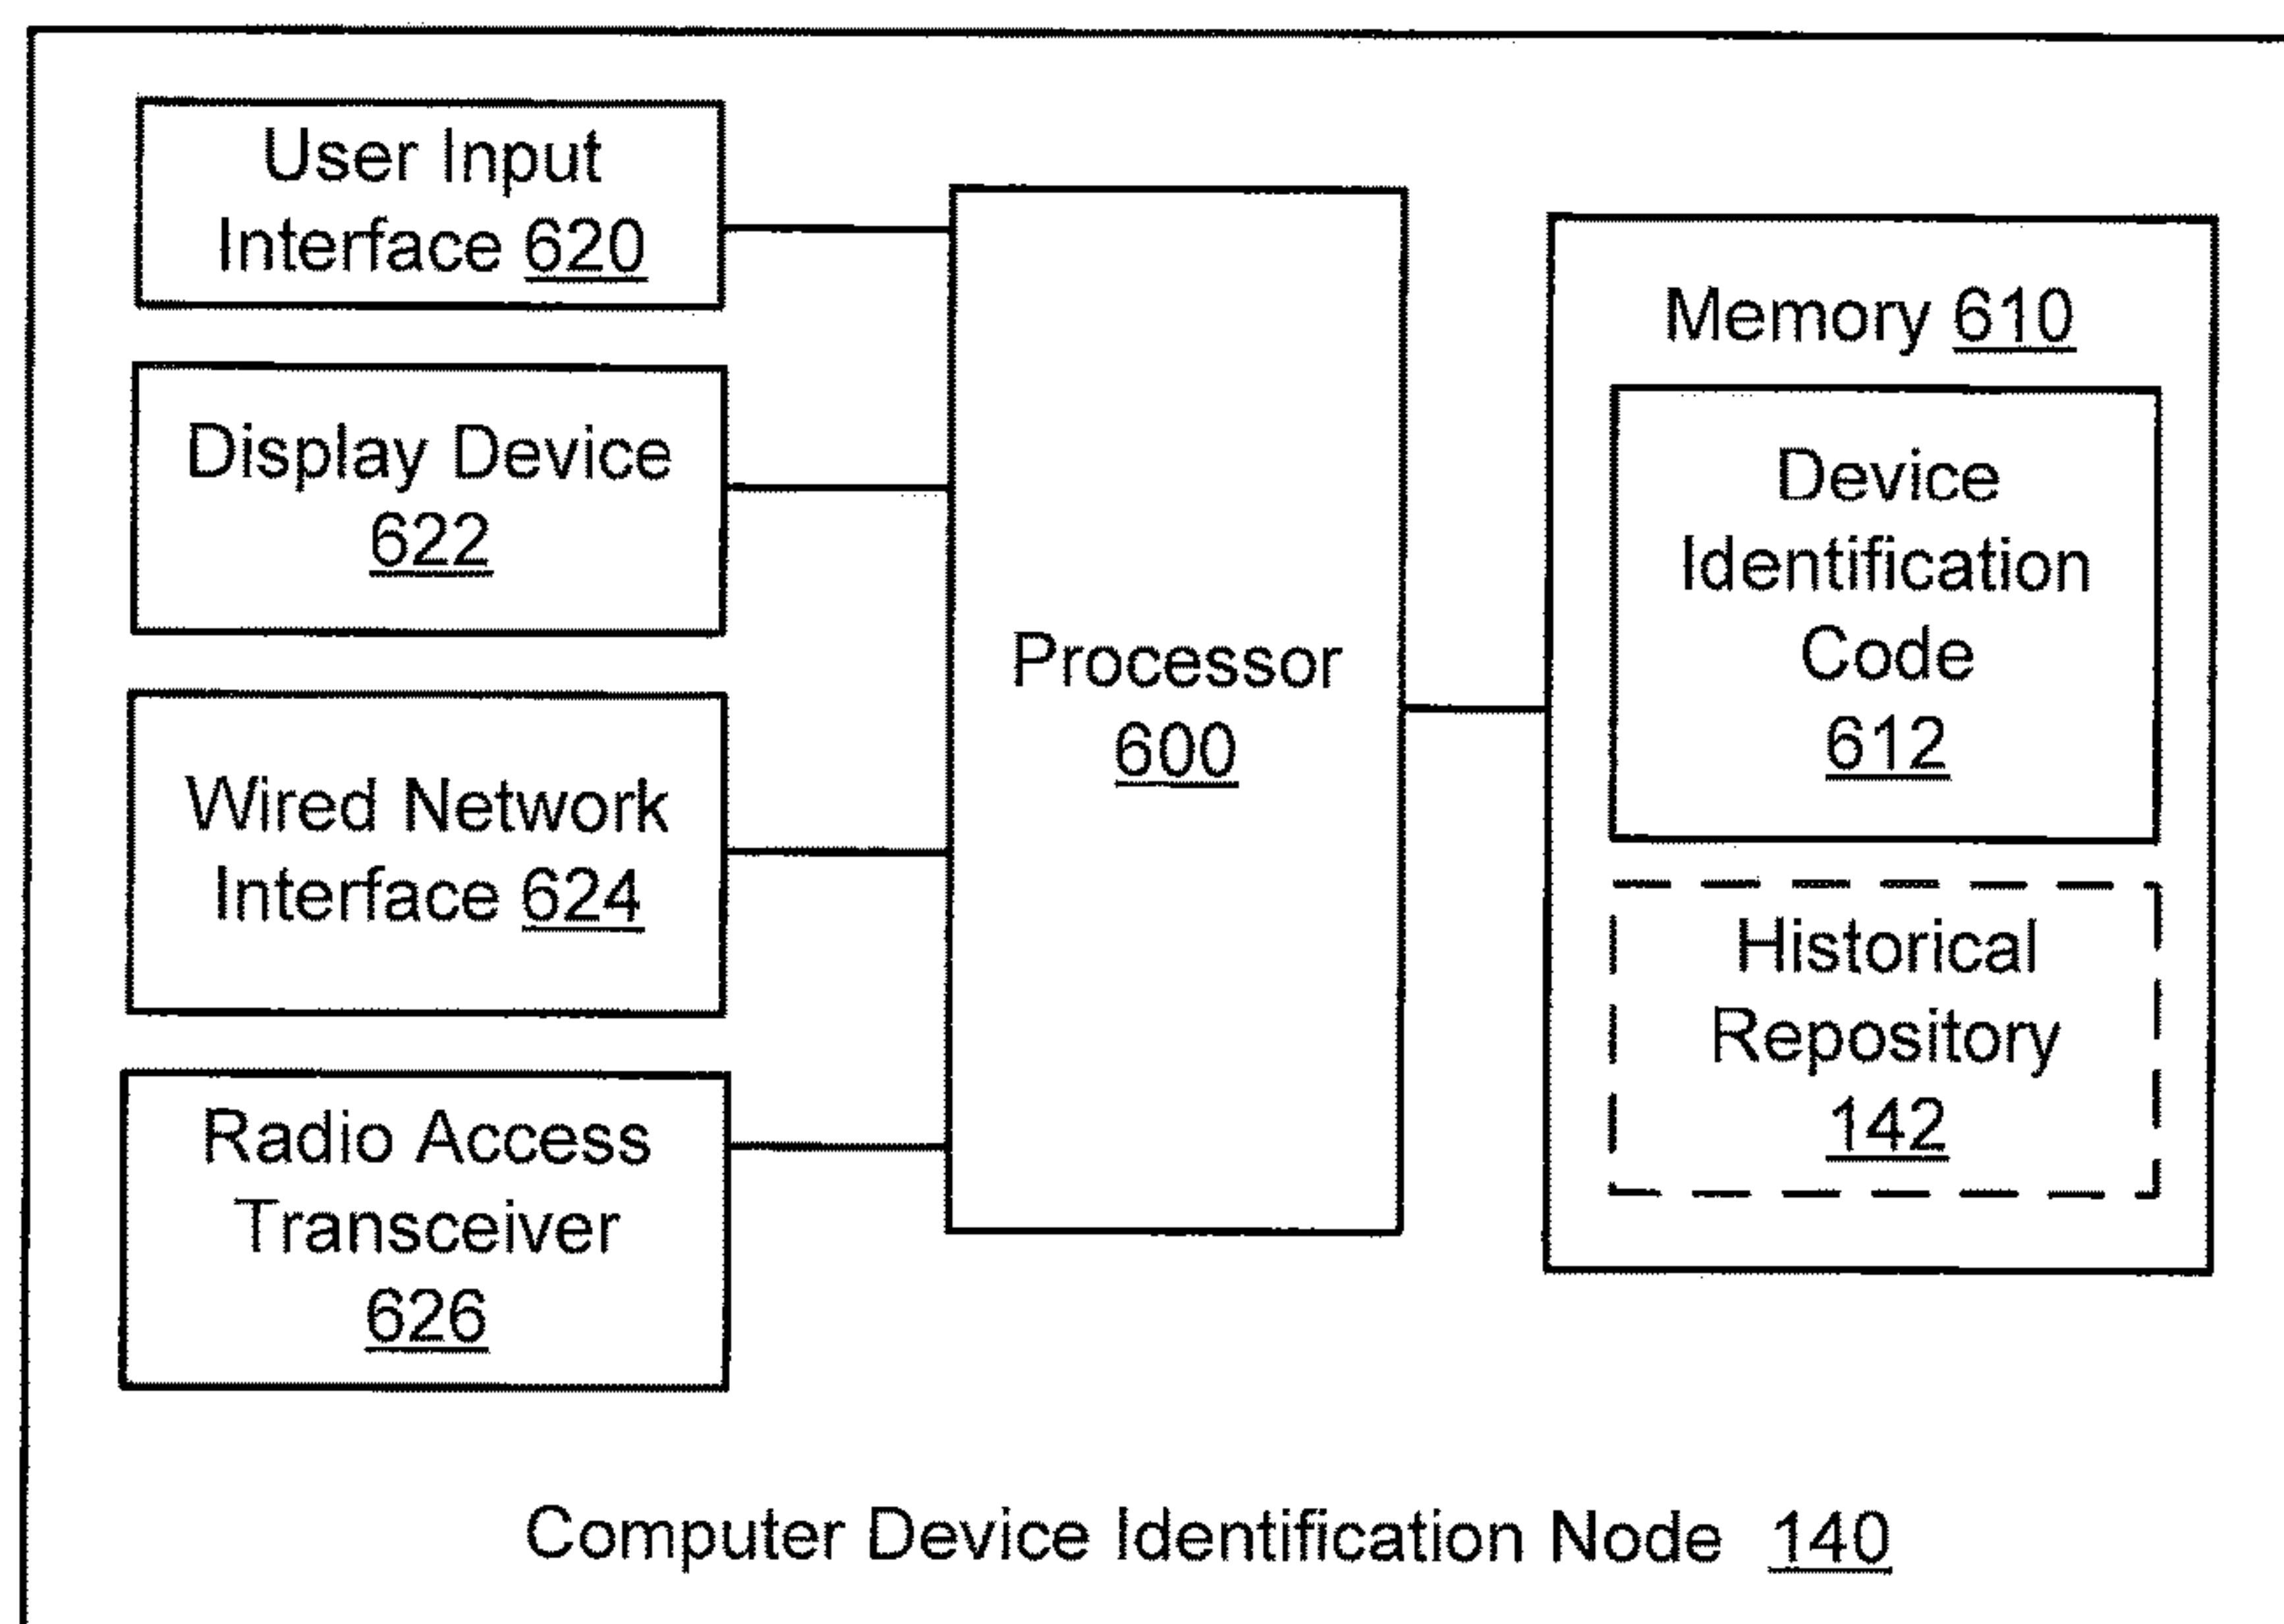 User Input
Interface 620
Display Device
622
Wired Network
Interface 624
Radio Access
Transceiver
626
Processor
600
Memory 610
Device
Identification
Code
612
Historical
Repository
142
Computer Device Identification Node 140